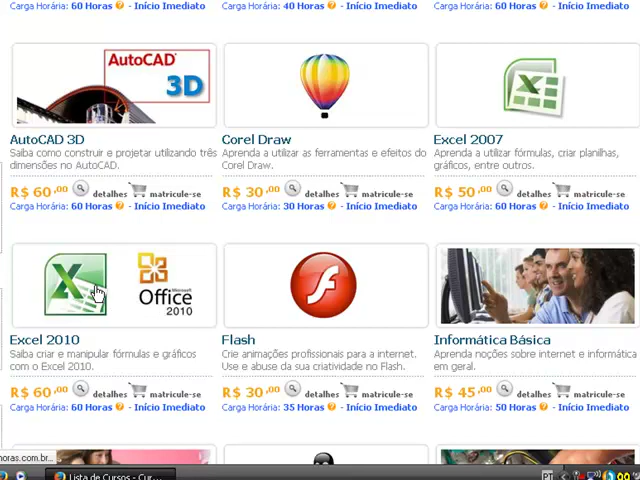 Carga Horária: 60 Horas - Início Imediato
Carga Horária: 40 Horas - Início Imediato
Carga Horária: 60 Horas - Início Imediato
AutoCAD
3D
AutoCAD 3D
Saiba como construir e projetar utilizando três
dimensões no AutoCAD.
R$ 60,00 detalhes matricule-se
Carga Horária: 60 Horas - Início Imediato
Corel Draw
Aprenda a utilizar as ferramentas e efeitos do
Corel Draw.
R$ 30,00 detalhes matricule-se
Carga Horária: 30 Horas - Início Imediato
Excel 2007
Aprenda a utilizar fórmulas, criar planilhas,
gráficos, entre outros.
R$ 50,00 detalhes matricule-se
Carga Horária: 60 Horas - Início Imediato
Microsoft
Office
2010
Excel 2010
Saiba criar e manipular fórmulas e gráficos
com o Excel 2010.
R$ 60,00 detalhes matricule-se
Carga Horária: 60 Horas - Início Imediato
Flash
Crie animações profissionais para a internet.
Use e abuse da sua criatividade no Flash.
R$ 30,00 detalhes matricule-se
Carga Horária: 35 Horas - Início Imediato
Informática Básica
Aprenda noções sobre internet e informática
em geral.
R$ 45,00 detalhes matricule-se
Carga Horária: 50 Horas - Início Imediato
horas.com.br...
Lista de Cursos - Cur...
PT